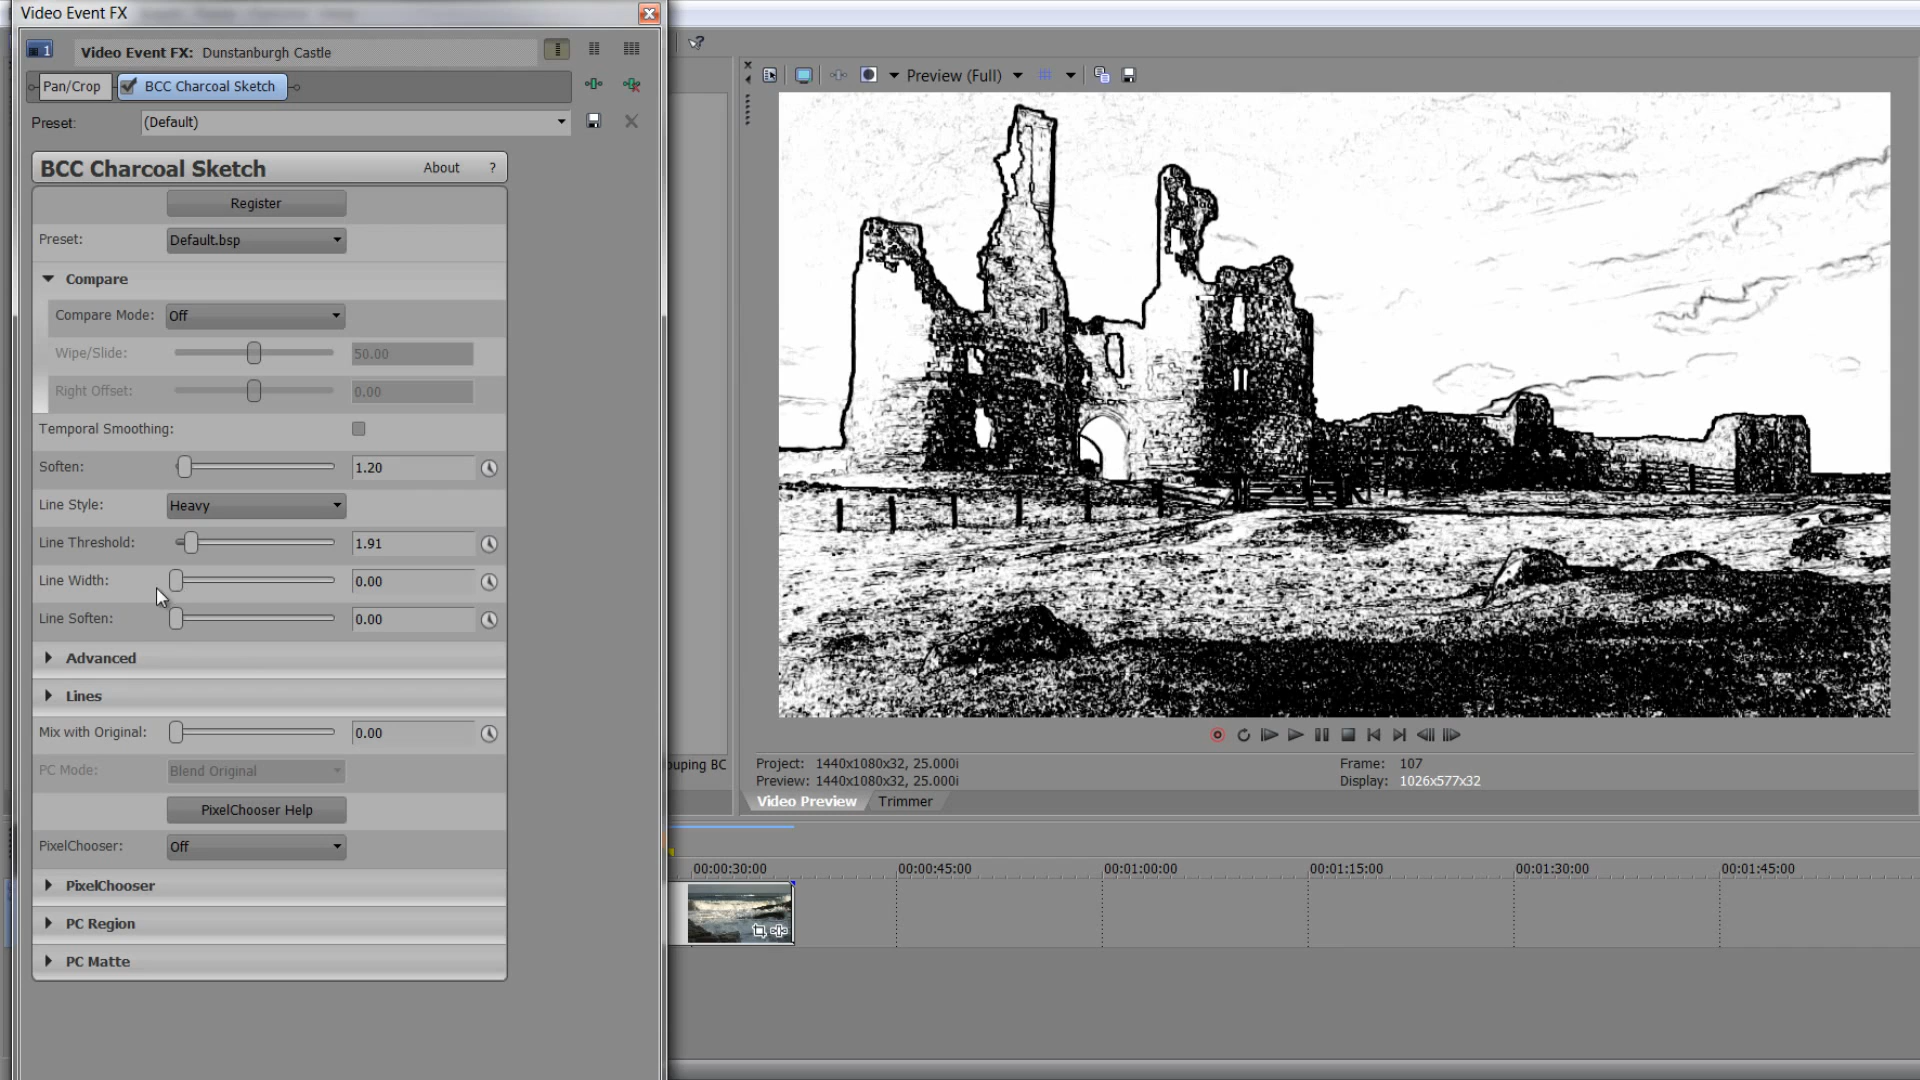 Video Event FX
1
Video Event FX: Dunstanburgh Castle
Pan/Crop
BCC Charcoal Sketch
Preset: (Default)
BCC Charcoal Sketch
About
?
Register
Preset: Default.bsp
Compare
Compare Mode: Off
Wipe/Slide: 50.00
Right Offset: 0.00
Temporal Smoothing:
Soften: 1.20
Line Style: Heavy
Line Threshold: 1.91
Line Width: 0.00
Line Soften: 0.00
Advanced
Lines
Mix with Original: 0.00
PC Mode: Blend Original
PixelChooser Help
PixelChooser: Off
PixelChooser
PC Region
PC Matte
Preview (Full)
ouping BC
Project: 1440x1080x32, 25.000i
Frame: 107
Preview: 1440x1080x32, 25.000i
Display: 1026x577x32
Video Preview
Trimmer
00:00:30:00
00:00:45:00
00:01:00:00
00:01:15:00
00:01:30:00
00:01:45:00